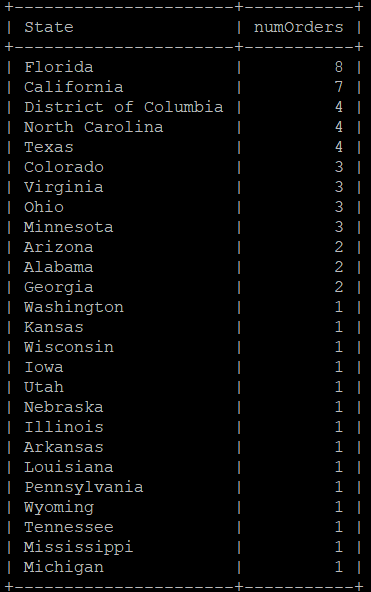 +----------------------+-----------+
| State                | numOrders |
+----------------------+-----------+
| Florida              |         8 |
| California           |         7 |
| District of Columbia |         4 |
| North Carolina       |         4 |
| Texas                |         4 |
| Colorado             |         3 |
| Virginia             |         3 |
| Ohio                 |         3 |
| Minnesota            |         3 |
| Arizona              |         2 |
| Alabama              |         2 |
| Georgia              |         2 |
| Washington           |         1 |
| Kansas               |         1 |
| Wisconsin            |         1 |
| Iowa                 |         1 |
| Utah                 |         1 |
| Nebraska             |         1 |
| Illinois             |         1 |
| Arkansas             |         1 |
| Louisiana            |         1 |
| Pennsylvania         |         1 |
| Wyoming              |         1 |
| Tennessee            |         1 |
| Mississippi          |         1 |
| Michigan             |         1 |
+----------------------+-----------+